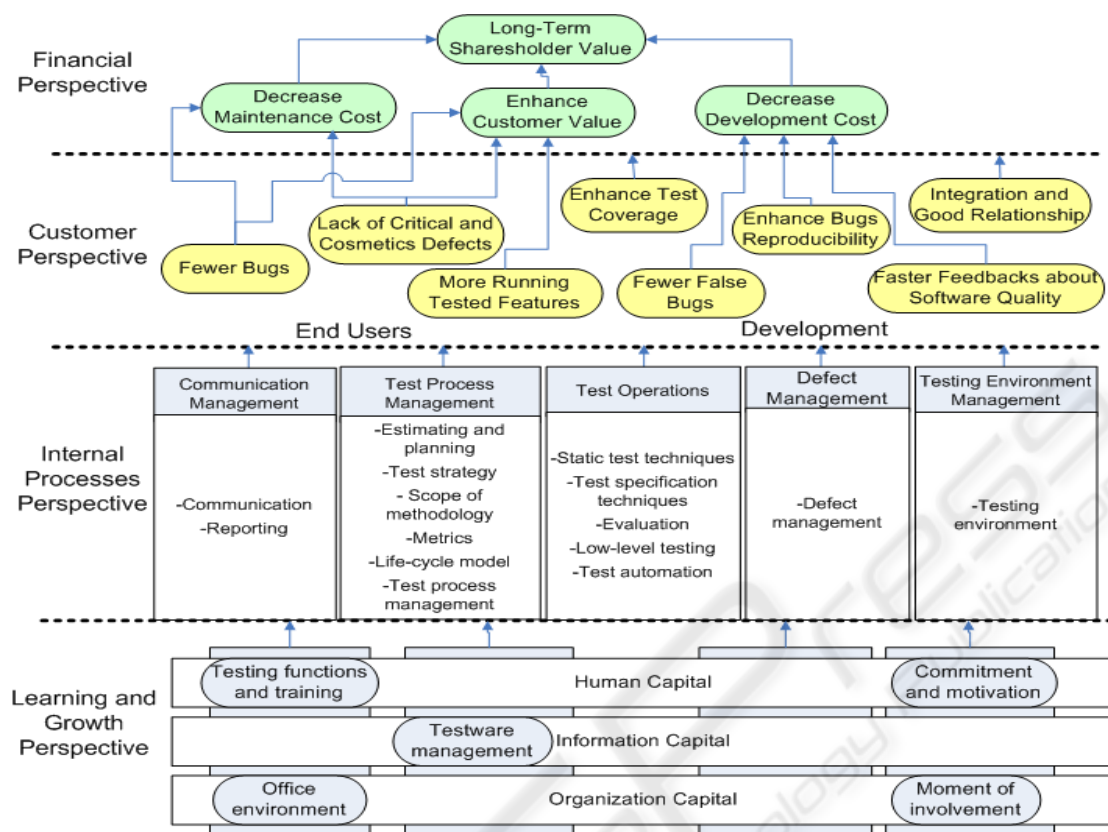 Long-Term
Sharesholder Value
Financial
Perspective
Decrease
Maintenance Cost
Enhance
Customer Value
Decrease
Development Cost
Customer
Perspective
Fewer Bugs
Lack of Critical and
Cosmetics Defects
More Running
Tested Features
Enhance Test
Coverage
Fewer False
Bugs
Enhance Bugs
Reproducibility
Integration and
Good Relationship
Faster Feedbacks about
Software Quality
End Users
Development
Internal
Processes
Perspective
Communication
Management
-Communication
-Reporting
Test Process
Management
-Estimating and
planning
-Test strategy
- Scope of
methodology
-Metrics
-Life-cycle model
-Test process
management
Test Operations
-Static test techniques
-Test specification
techniques
-Evaluation
-Low-level testing
-Test automation
Defect
Management
-Defect
management
Testing Environment
Management
-Testing
environment
Learning and
Growth
Perspective
Testing functions
and training
Human Capital
Commitment
and motivation
Testware
management
Information Capital
Office
environment
Organization Capital
Moment of
involvement
Press
ology Publication